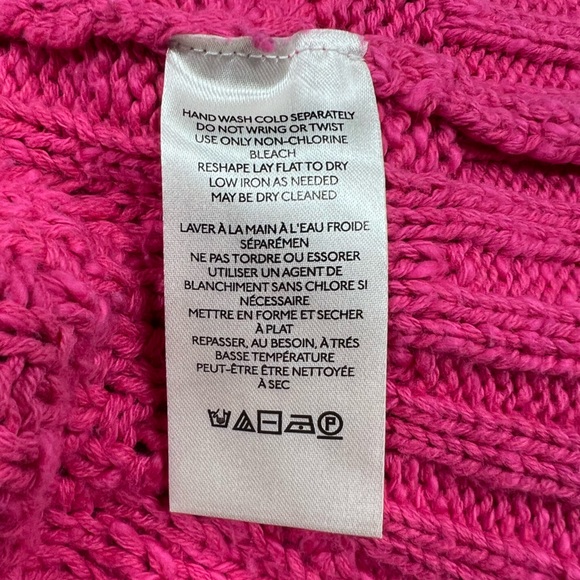 HAND WASH COLD SEPARATELY
DO NOT WRING OR TWIST
USE ONLY NON-CHLORINE
BLEACH
RESHAPE LAY FLAT TO DRY
LOW IRON AS NEEDED
MAY BE DRY CLEANED
LAVER À LA MAIN À L'EAU FROIDE
SÉPARÉMEN
NE PAS TORDRE OU ESSORER
UTILISER UN AGENT DE
BLANCHIMENT SANS CHLORE SI
NÉCESSAIRE
METTRE EN FORME ET SECHER
À PLAT
REPASSER, AU BESOIN, À TRÉS
BASSE TEMPÉRATURE
PEUT-ÊTRE ÊTRE NETTOYÉE
À SEC
P